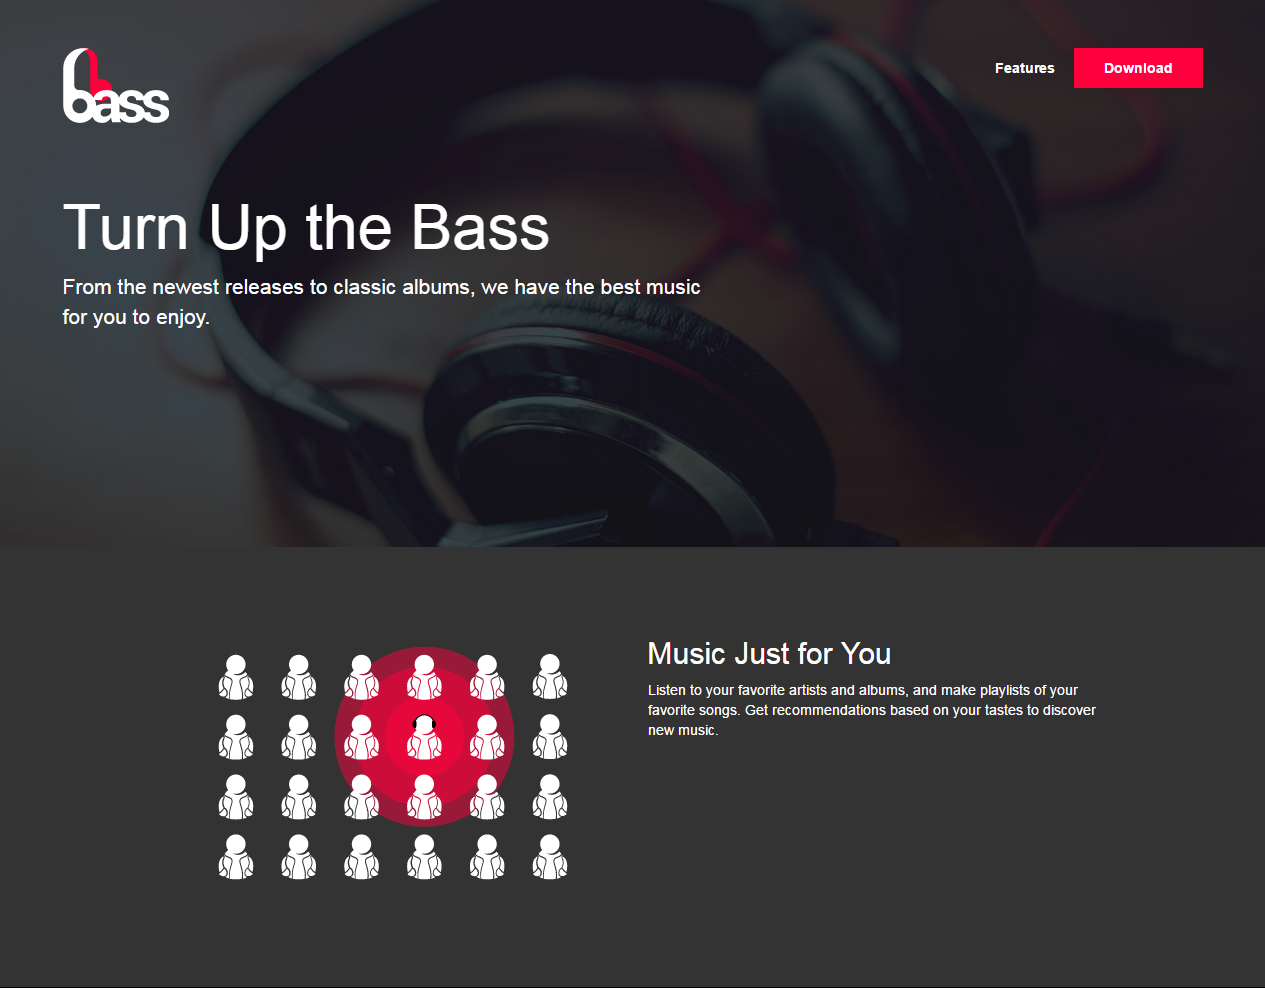 bass
Features
Download
Turn Up the Bass
From the newest releases to classic albums, we have the best music
for you to enjoy.
Music Just for You
Listen to your favorite artists and albums, and make playlists of your
favorite songs. Get recommendations based on your tastes to discover
new music.